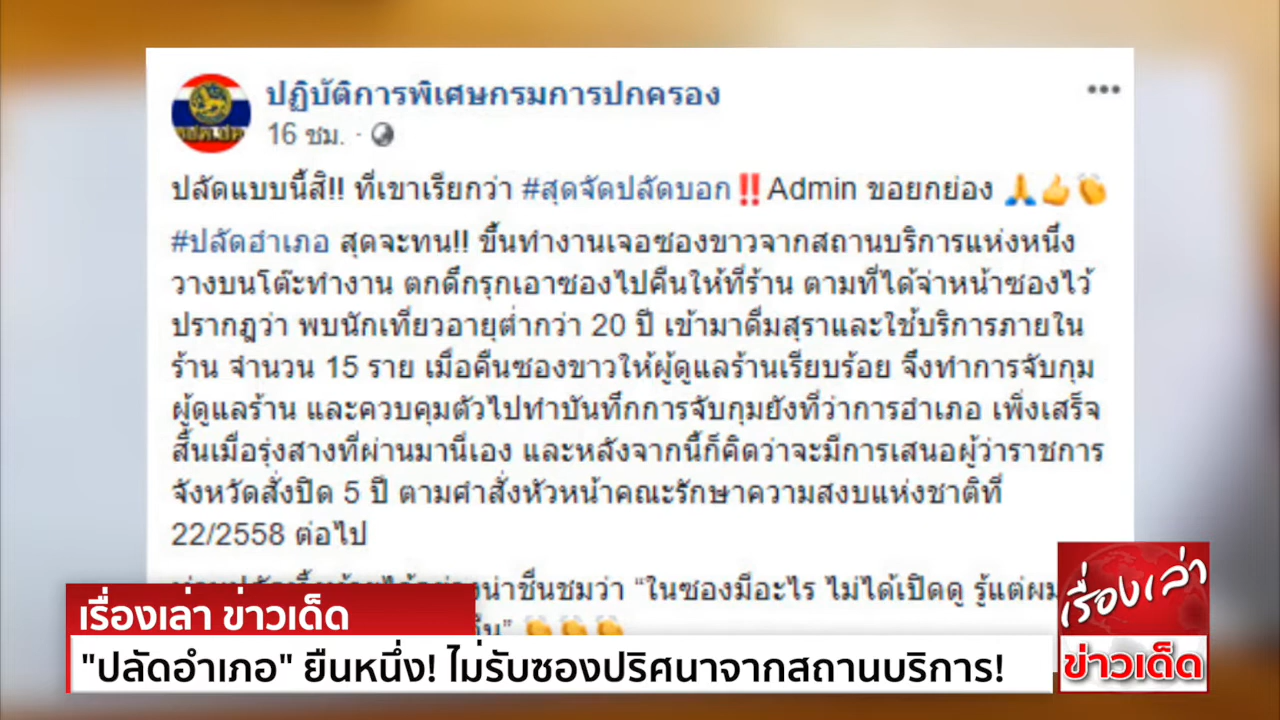 ปฏิบัติการพิเศษกรมการปกครอง
16 ชม. ·
ปลัดแบบนี้สิ!! ที่เขาเรียกว่า #สุดจัดปลัดบอก‼️Admin ขอยกย่อง 🙏👍👏
#ปลัดอำเภอ สุดจะทน!! ขึ้นทำงานเจอซองขาวจากสถานบริการแห่งหนึ่ง
วางบนโต๊ะทำงาน ตกดึกรุกเอาซองไปคืนให้ที่ร้าน ตามที่ได้จ่าหน้าซองไว้
ปรากฎว่า พบนักเที่ยวอายุต่ำกว่า 20 ปี เข้ามาดื่มสุราและใช้บริการภายใน
ร้าน จำนวน 15 ราย เมื่อคืนซองขาวให้ผู้ดูแลร้านเรียบร้อย จึงทำการจับกุม
ผู้ดูแลร้าน และควบคุมตัวไปทำบันทึกการจับกุมยังที่ว่าการอำเภอ เพิ่งเสร็จ
สิ้นเมื่อรุ่งสางที่ผ่านมานี่เอง และหลังจากนี้ก็คิดว่าจะมีการเสนอผู้ว่าราชการ
จังหวัดสั่งปิด 5 ปี ตามคำสั่งหัวหน้าคณะรักษาความสงบแห่งชาติที่
22/2558 ต่อไป
น่าชื่นชมว่า “ในซองมีอะไร ไม่ได้เปิดดู รู้แต่ผม
👏👏👏
เรื่องเล่า ข่าวเด็ด
"ปลัดอำเภอ" ยืนหนึ่ง! ไม่รับซองปริศนาจากสถานบริการ!
เรื่องเล่า
ข่าวเด็ด